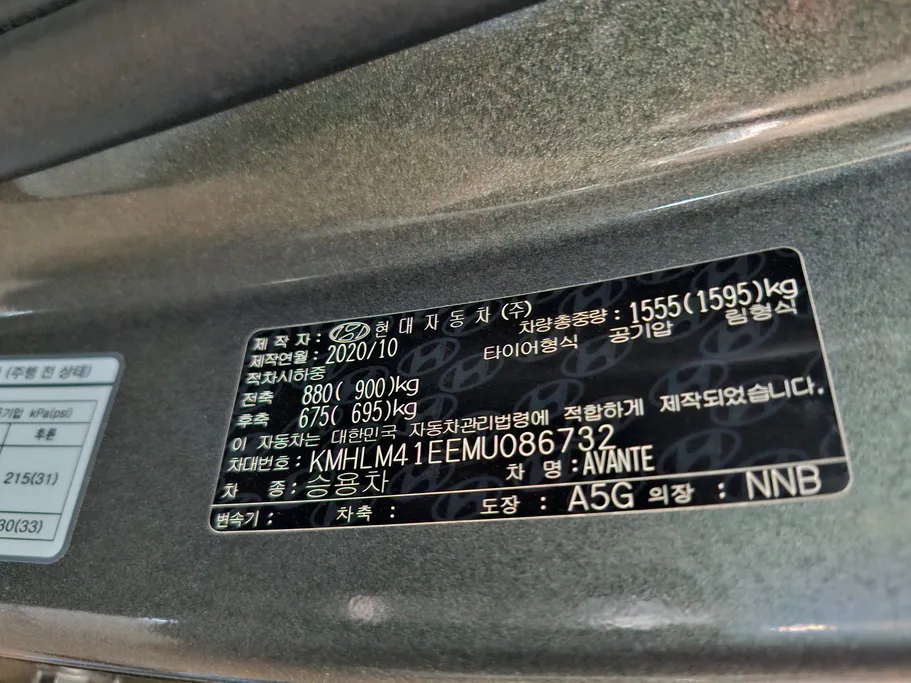 (주행 전 상태)
kPa(psi)
후륜
215(31)
30(33)
제 작 자 : 현대자동차(주)
차량총중량 : 1555(1595)kg
제작연월 : 2020/10
타이어형식 공기압 림형식
적차시하중
전축 880( 900)kg
후축 675( 695)kg
이 자동차는 대한민국 자동차관리법령에 적합하게 제작되었습니다.
차대번호 : KMHLM41EEMU086732
차 종 : 승용차 차 명 : AVANTE
변속기 : 차축 : 도장 : A5G 의장 : NNB